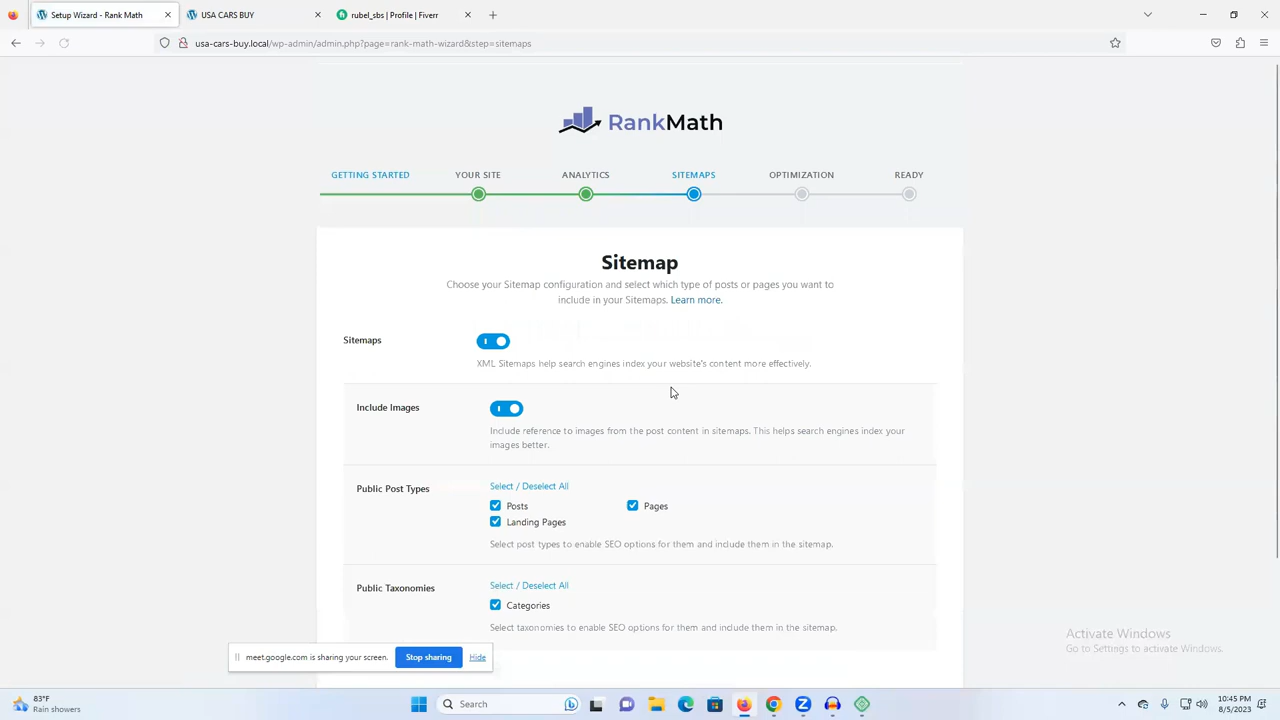 Setup Wizard - Rank Math
USA CARS BUY
rubel_sbs | Profile | Fiverr
usa-cars-buy.local/wp-admin/admin.php?page=rank-math-wizard&step=sitemaps
RankMath
GETTING STARTED
YOUR SITE
ANALYTICS
SITEMAPS
OPTIMIZATION
READY
Sitemap
Choose your Sitemap configuration and select which type of posts or pages you want to
include in your Sitemaps. Learn more.
Sitemaps
XML Sitemaps help search engines index your website's content more effectively.
Include Images
Include reference to images from the post content in sitemaps. This helps search engines index your
images better.
Public Post Types
Select / Deselect All
Posts
Pages
Landing Pages
Select post types to enable SEO options for them and include them in the sitemap.
Public Taxonomies
Select / Deselect All
Categories
Select taxonomies to enable SEO options for them and include them in the sitemap.
meet.google.com is sharing your screen.
Stop sharing
Hide
Activate Windows
Go to Settings to activate Windows.
83°F
Rain showers
Search
10:45 PM
8/5/2023